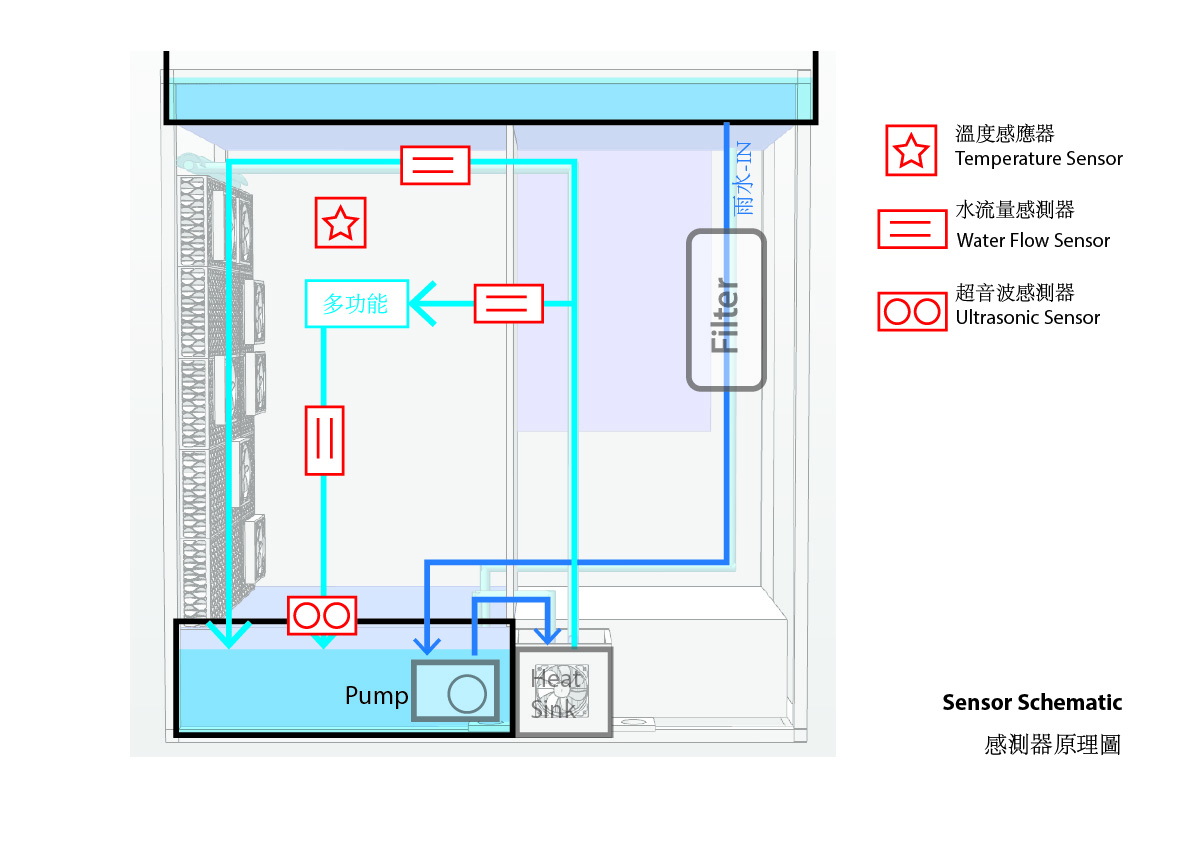 溫度感應器
Temperature Sensor
水流量感測器
Water Flow Sensor
超音波感測器
Ultrasonic Sensor
雨水-IN
Filter
多功能
Pump
Heat
Sink
Sensor Schematic
感測器原理圖